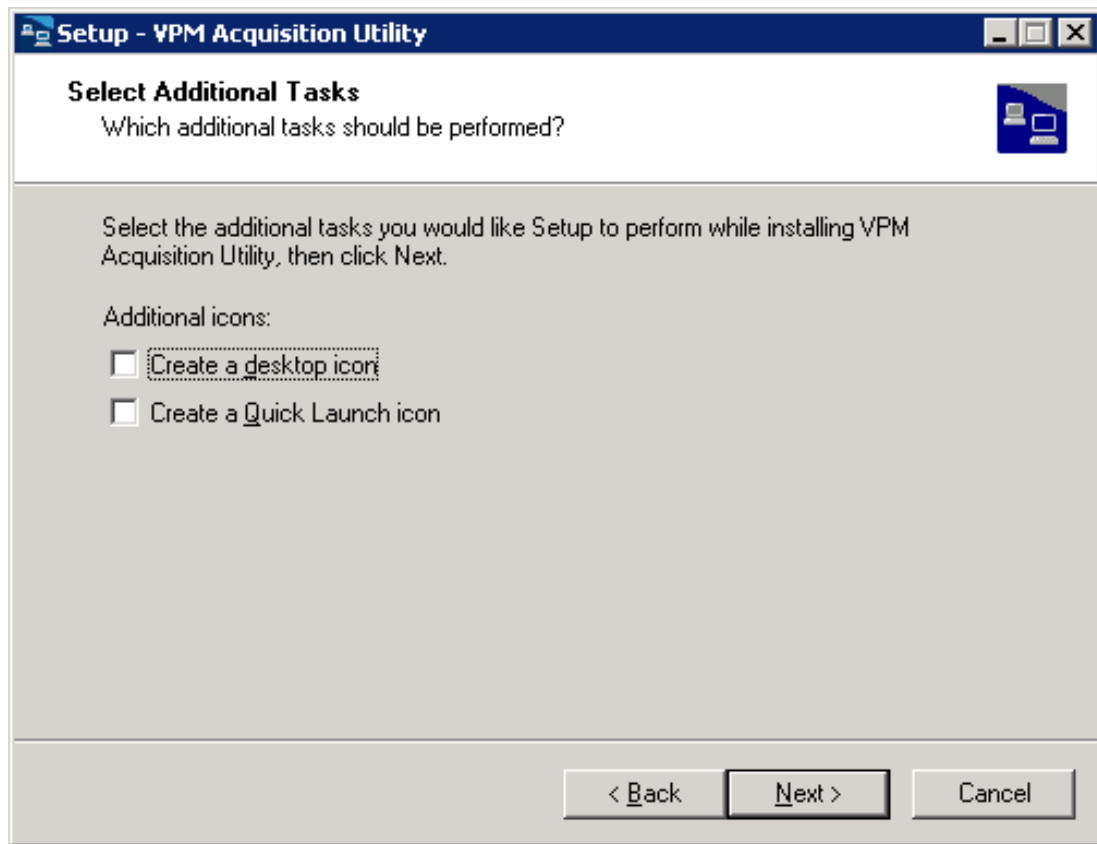 Setup - VPM Acquisition Utility
Select Additional Tasks
Which additional tasks should be performed?
Select the additional tasks you would like Setup to perform while installing VPM
Acquisition Utility, then click Next.
Additional icons:
Create a desktop icon
Create a Quick Launch icon
< Back
Next >
Cancel